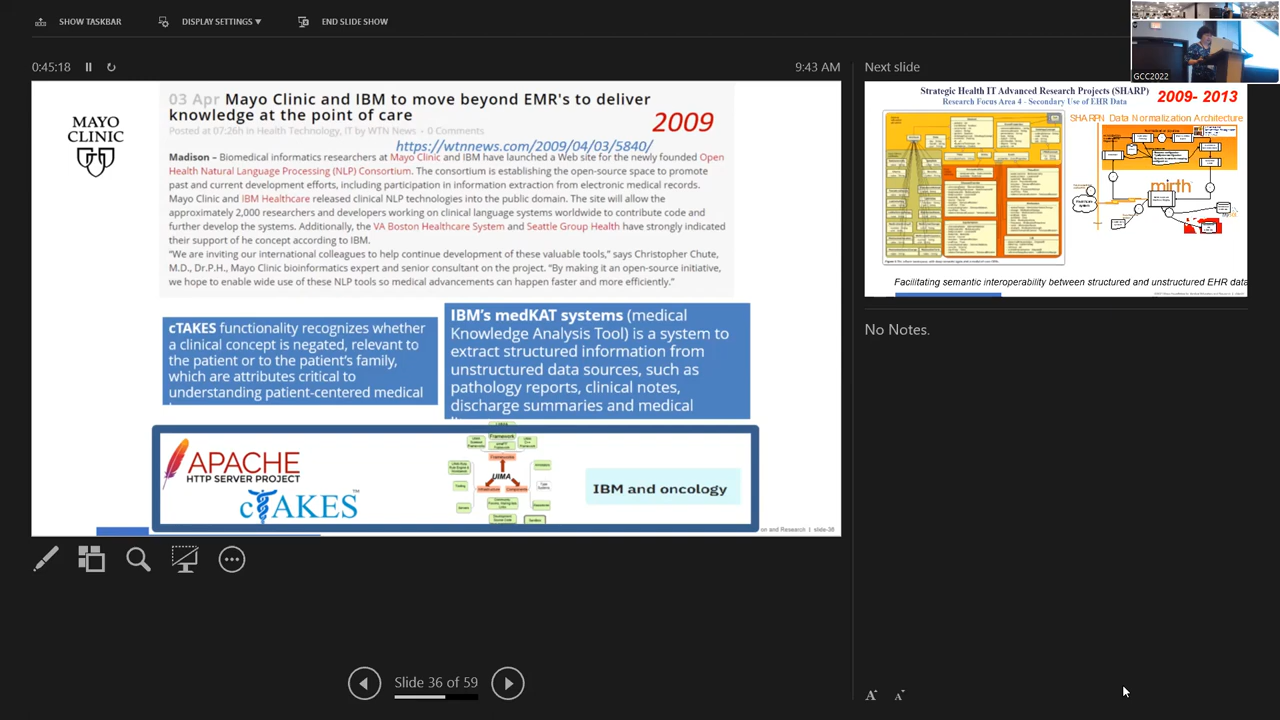 SHOW TASKBAR
DISPLAY SETTINGS ▼
END SLIDE SHOW
0:45:18
9:43 AM
MAYO
CLINIC
03 Apr Mayo Clinic and IBM to move beyond EMR's to deliver
knowledge at the point of care
Posted at 07:26h in Health Technology, IT by WTN News · 0 Comments
2009
https://wtnnews.com/2009/04/03/5840/
Madison – Biomedical informatics researchers at Mayo Clinic and IBM have launched a Web site for the newly founded Open
Health Natural Language Processing (NLP) Consortium. The consortium is establishing the open-source space to promote
past and current development efforts, including participation in information extraction from electronic medical records.
Mayo Clinic and IBM Healthcare released clinical NLP technologies into the public domain. The site will allow the
approximately 2,000 researchers and developers working on clinical language systems worldwide to contribute code and
further develop the systems. Additionally, the VA Boston Healthcare System and Seattle Group Health have strongly indicated
their support of he concept according to IBM.
"We are inviting our international colleagues to help continue development of these valuable tools," says Christopher Chute,
M.D., Dr.P.H., Mayo Clinic bioinformatics expert and senior consultant on the project. "By making it an open-source initiative,
we hope to enable wide use of these NLP tools so medical advancements can happen faster and more efficiently."
cTAKES functionality recognizes whether
a clinical concept is negated, relevant to
the patient or to the patient's family,
which are attributes critical to
understanding patient-centered medical
IBM's medKAT systems (medical
Knowledge Analysis Tool) is a system to
extract structured information from
unstructured data sources, such as
pathology reports, clinical notes,
discharge summaries and medical
APACHE
HTTP SERVER PROJECT
cTAKES™
Framework
UIMA
IBM and oncology
on and Research | slide-36
Slide 36 of 59
GCC2022
Next slide
Strategic Health IT Advanced Research Projects (SHARP)
Research Focus Area 4 - Secondary Use of EHR Data
2009- 2013
SHARPN Data Normalization Architecture
mirth
Facilitating semantic interoperability between structured and unstructured EHR data
No Notes.
A
A